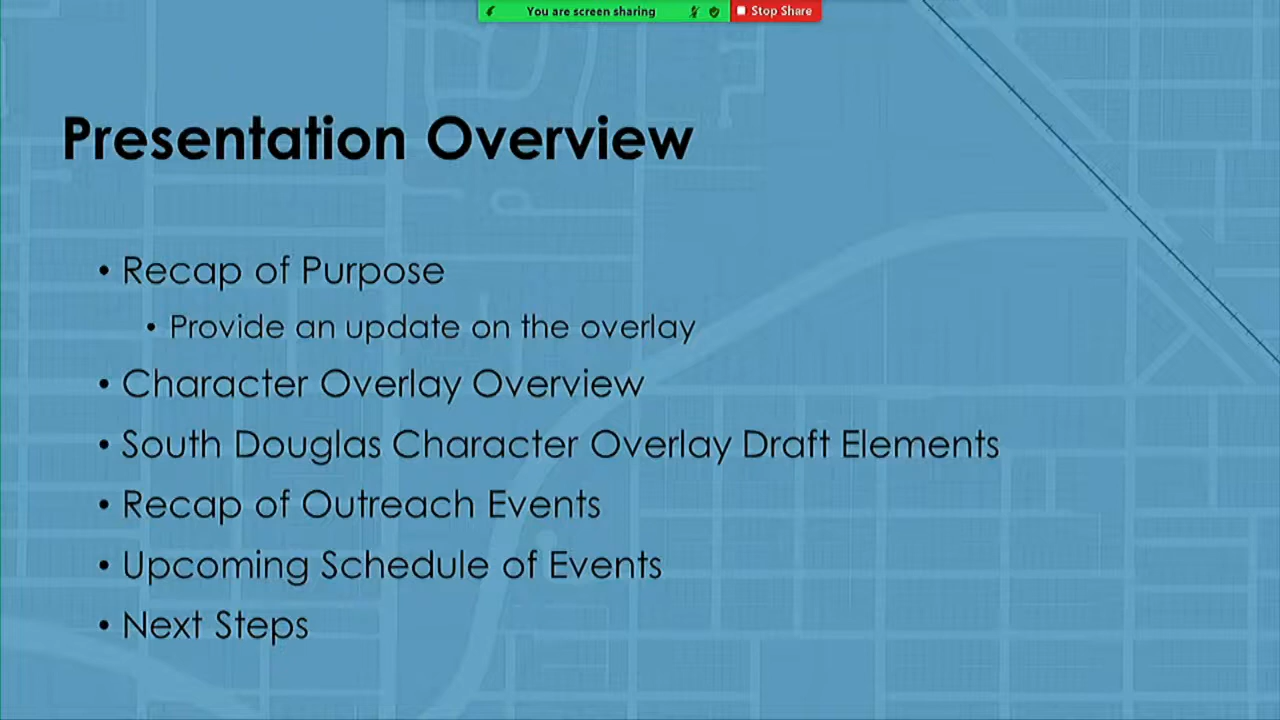 You are screen sharing
Stop Share
Presentation Overview
• Recap of Purpose
• Provide an update on the overlay
• Character Overlay Overview
• South Douglas Character Overlay Draft Elements
• Recap of Outreach Events
• Upcoming Schedule of Events
• Next Steps